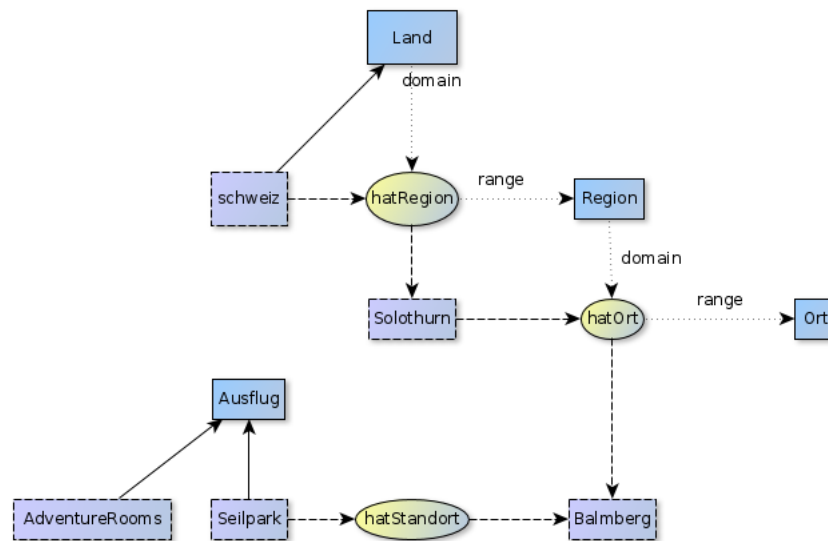 Land
domain
schweiz
hatRegion
range
Region
domain
Solothurn
hatOrt
range
Ort
Ausflug
AdventureRooms
Seilpark
hatStandort
Balmberg